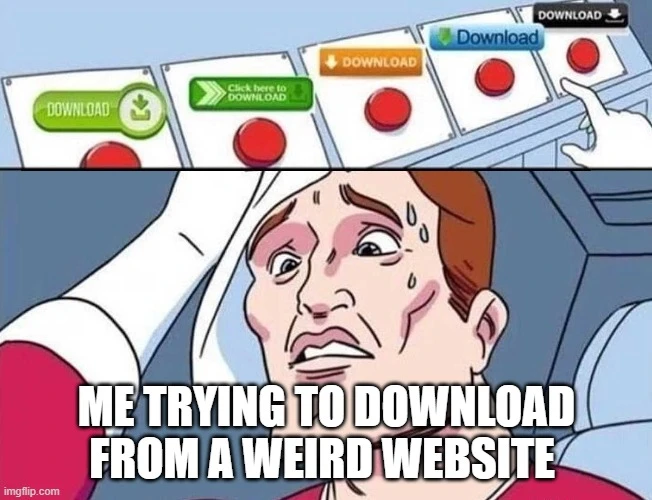 DOWNLOAD
Click here to
DOWNLOAD
DOWNLOAD
Download
DOWNLOAD
ME TRYING TO DOWNLOAD
FROM A WEIRD WEBSITE
imgflip.com